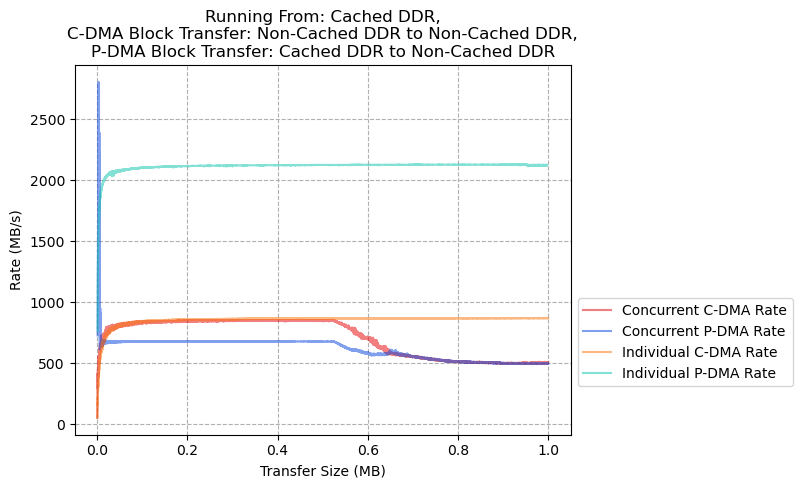 Running From: Cached DDR,
C-DMA Block Transfer: Non-Cached DDR to Non-Cached DDR,
P-DMA Block Transfer: Cached DDR to Non-Cached DDR
2500
2000
1500
1000
500
0
Rate (MB/s)
0.0 0.2 0.4 0.6 0.8 1.0
Transfer Size (MB)
Concurrent C-DMA Rate
Concurrent P-DMA Rate
Individual C-DMA Rate
Individual P-DMA Rate